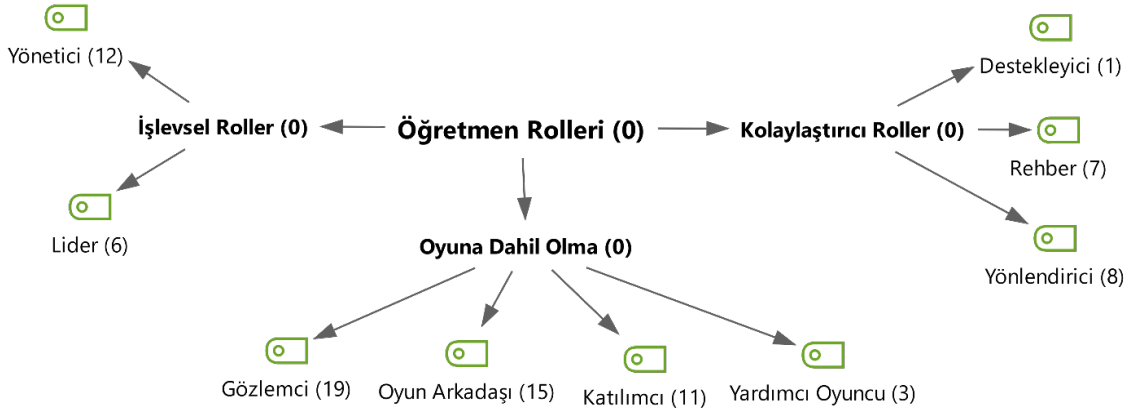 Yönetici (12)
Destekleyici (1)
İşlevsel Roller (0)
Öğretmen Rolleri (0)
Kolaylaştırıcı Roller (0)
Rehber (7)
Lider (6)
Oyuna Dahil Olma (0)
Yönlendirici (8)
Gözlemci (19)
Oyun Arkadaşı (15)
Katılımcı (11)
Yardımcı Oyuncu (3)